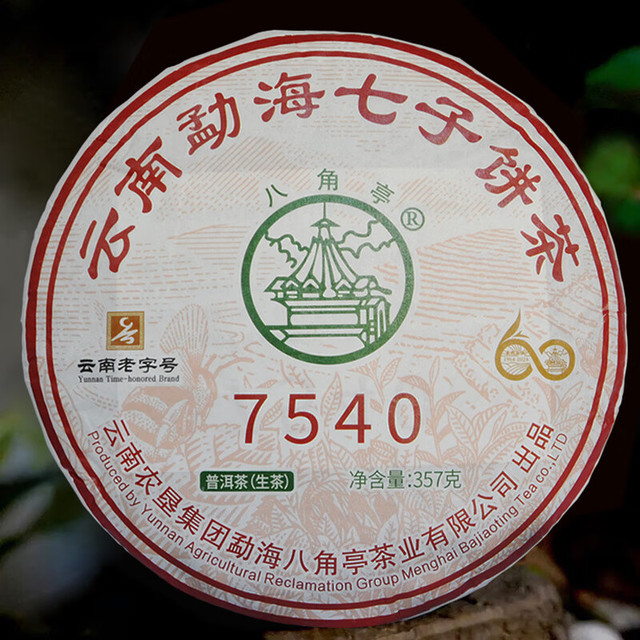 云南勐海七子饼茶
八角亭®
云南老字号
Yunnan Time-honored Brand
7540
普洱茶(生茶)
净含量:357克
云南农垦集团勐海八角亭茶业有限公司 出品
Produced by Yunnan Agricultural Reclamation Group Menghai Bajiaoting Tea co.,LTD